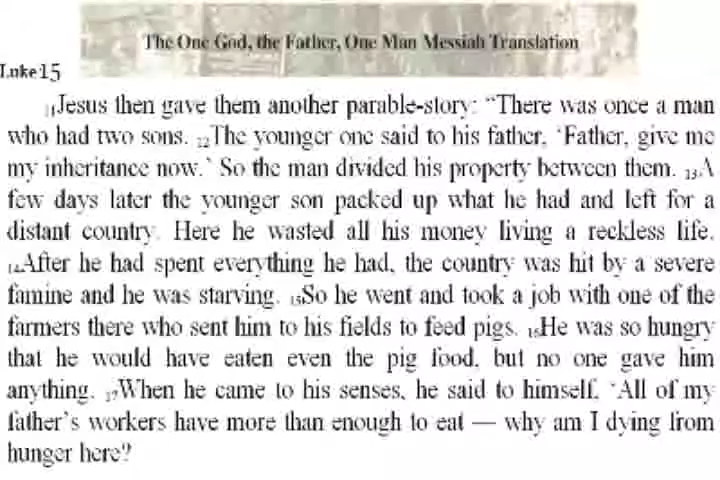 The One God, the Father, One Man Messiah Translation
Luke 15
11Jesus then gave them another parable-story: “There was once a man
who had two sons. 12The younger one said to his father, ‘Father, give me
my inheritance now.’ So the man divided his property between them. 13A
few days later the younger son packed up what he had and left for a
distant country. Here he wasted all his money living a reckless life.
14After he had spent everything he had, the country was hit by a severe
famine and he was starving. 15So he went and took a job with one of the
farmers there who sent him to his fields to feed pigs. 16He was so hungry
that he would have eaten even the pig food, but no one gave him
anything. 17When he came to his senses, he said to himself, ‘All of my
father’s workers have more than enough to eat — why am I dying from
hunger here?